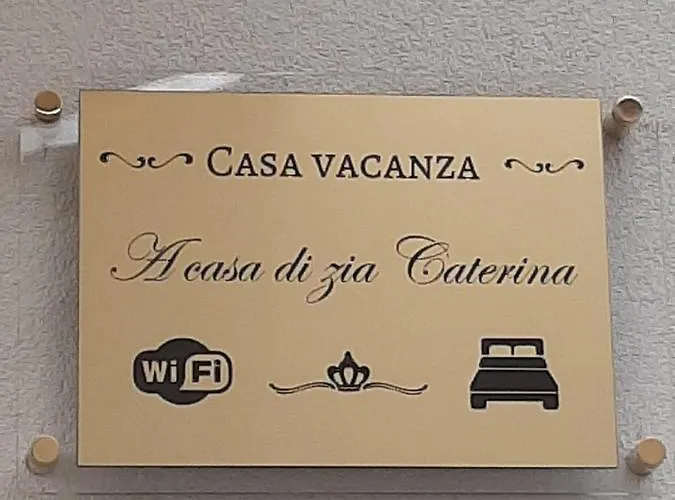 CASA VACANZA
A casa di zia Caterina
WiFi